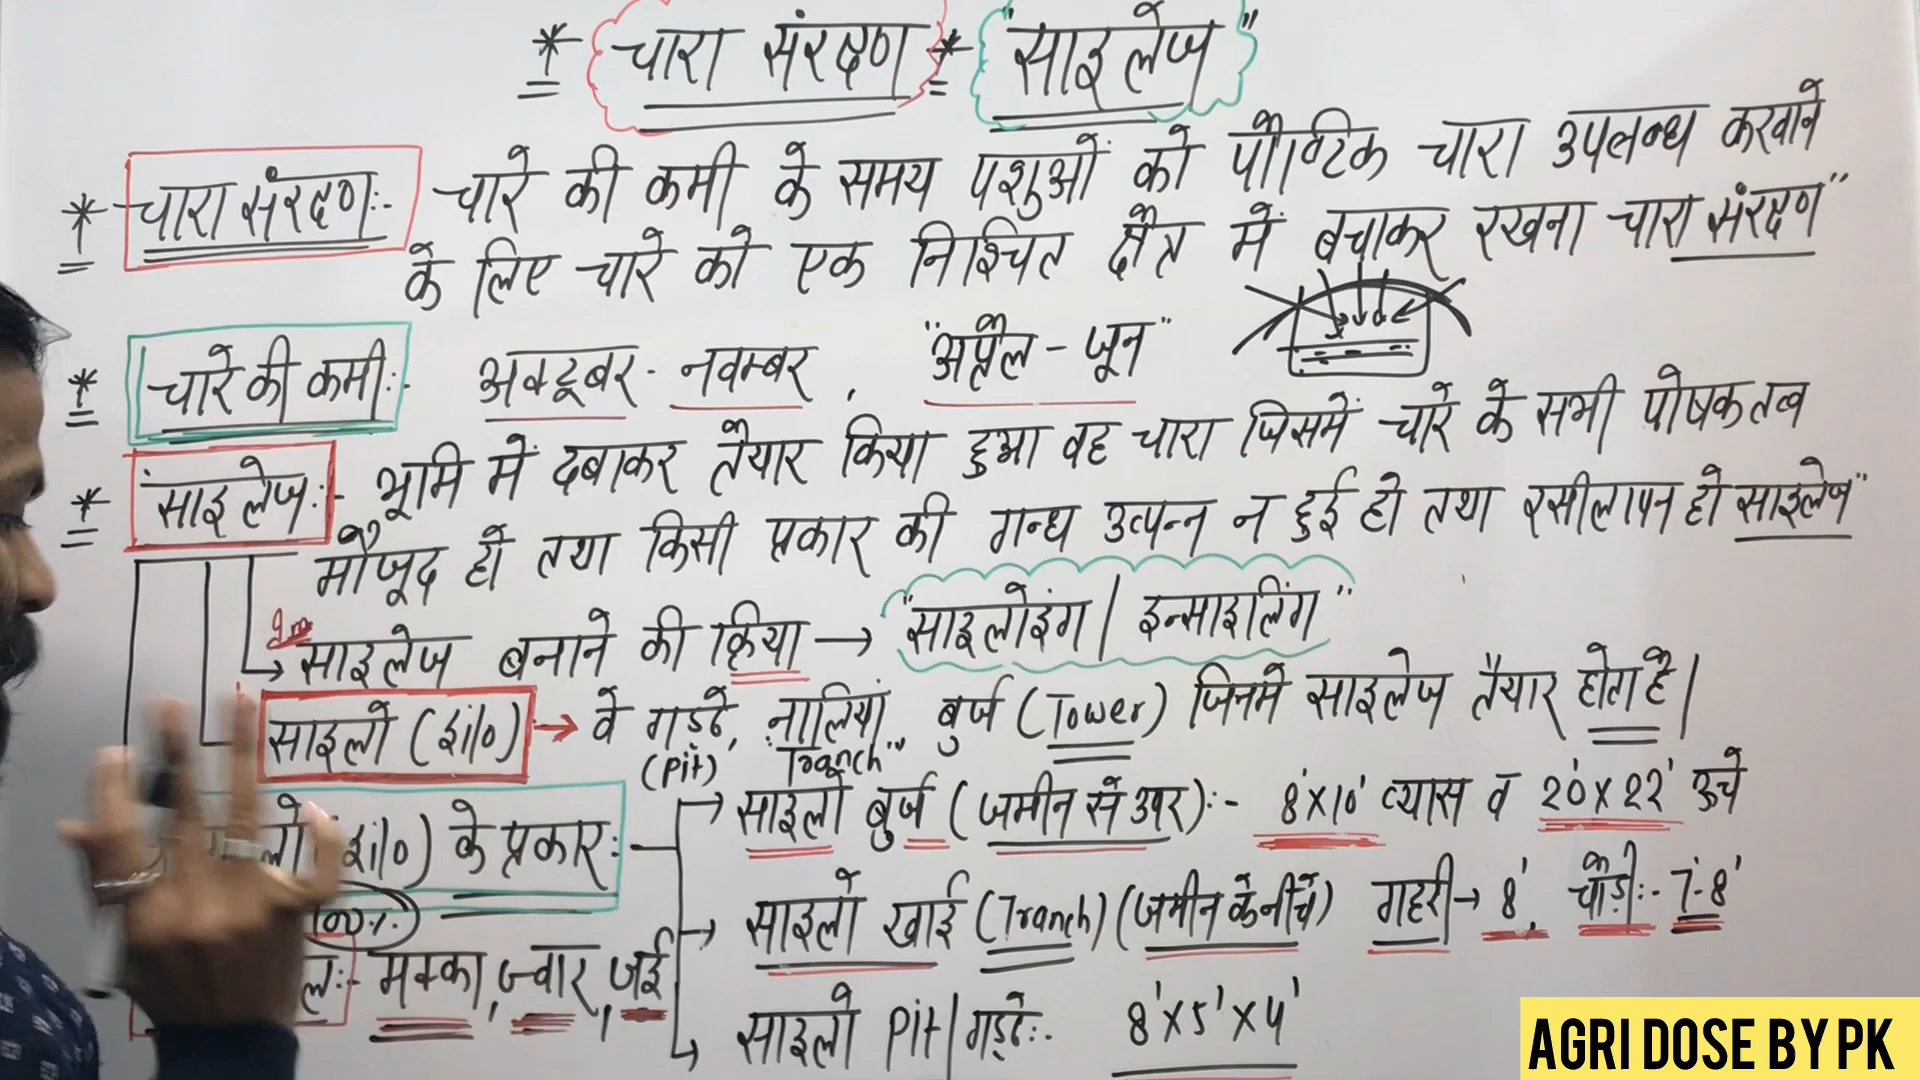 * चारा संरक्षण * "साइलेज"
* चारा संरक्षण:- चारे की कमी के समय पशुओं को पौष्टिक चारा उपलब्ध करवाने
के लिए चारे को एक निश्चित क्षेत्र में बचाकर रखना चारा संरक्षण"
* चारे की कमी:- अक्टूबर - नवम्बर, "अप्रैल - जून"
* साइलेज:- भूमि में दबाकर तैयार किया हुआ वह चारा जिसमें चारे के सभी पोषकतत्व
मौजूद हो तथा किसी प्रकार की गन्ध उत्पन्न न हुई हो तथा रसीलापन हो साइलेज"
साइलेज बनाने की क्रिया → "साइलोइंग / इन्साइलिंग"
साइलो (silo) → वे गड्ढे, नालियां, बुर्ज (Tower) जिनमे साइलेज तैयार होता है।
(Pit) Tranch"
(silo) के प्रकार:-
→ साइलो बुर्ज (जमीन से उपर):- 8'x10' व्यास व 20'x22' ऊचे
→ साइलो खाई (Tranch) (जमीन के नीचे) गहरी → 8', चौड़ी:- 7'-8'
100%
मक्का, ज्वार, जई
→ साइलो Pit / गड्ढे:- 8'x5'x4'
AGRI DOSE BY PK